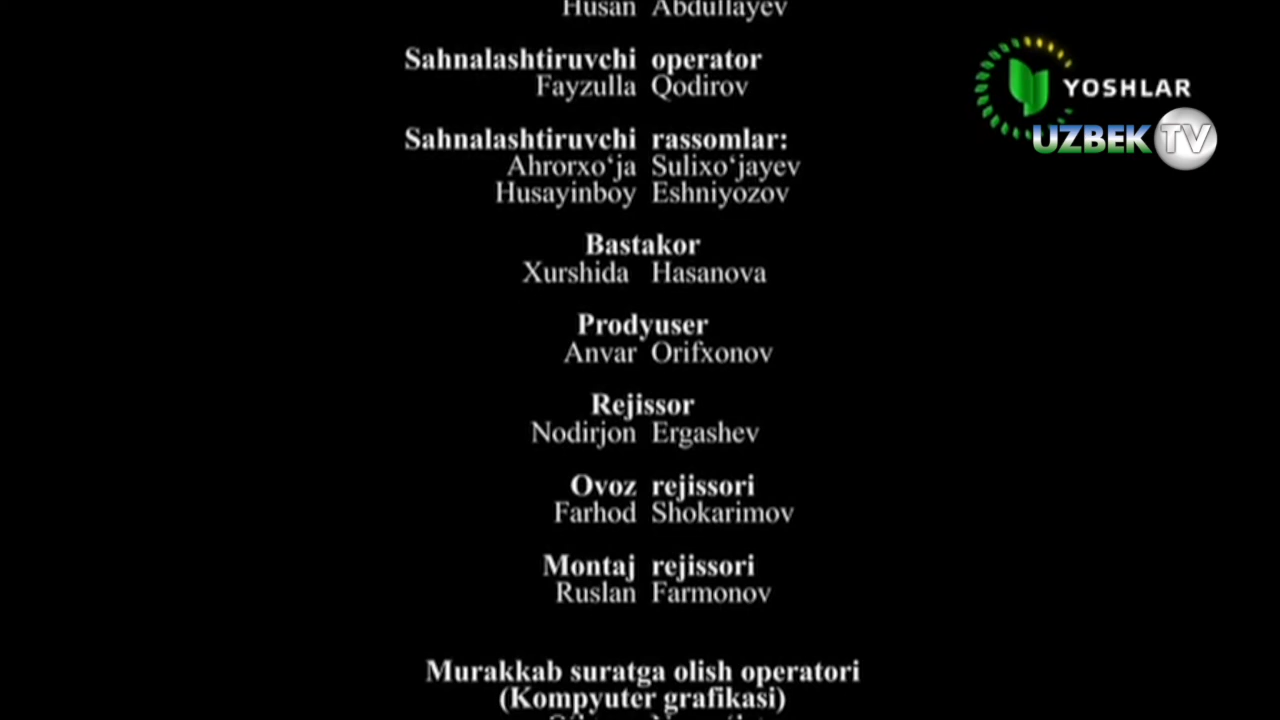 Husan Abdullayev
Sahnalashtiruvchi operator
Fayzulla Qodirov
Sahnalashtiruvchi rassomlar:
Ahrorxo‘ja Sulixo‘jayev
Husayinboy Eshniyozov
Bastakor
Xurshida Hasanova
Prodyuser
Anvar Orifxonov
Rejissor
Nodirjon Ergashev
Ovoz rejissori
Farhod Shokarimov
Montaj rejissori
Ruslan Farmonov
Murakkab suratga olish operatori
(Kompyuter grafikasi)
YOSHLAR
UZBEK TV